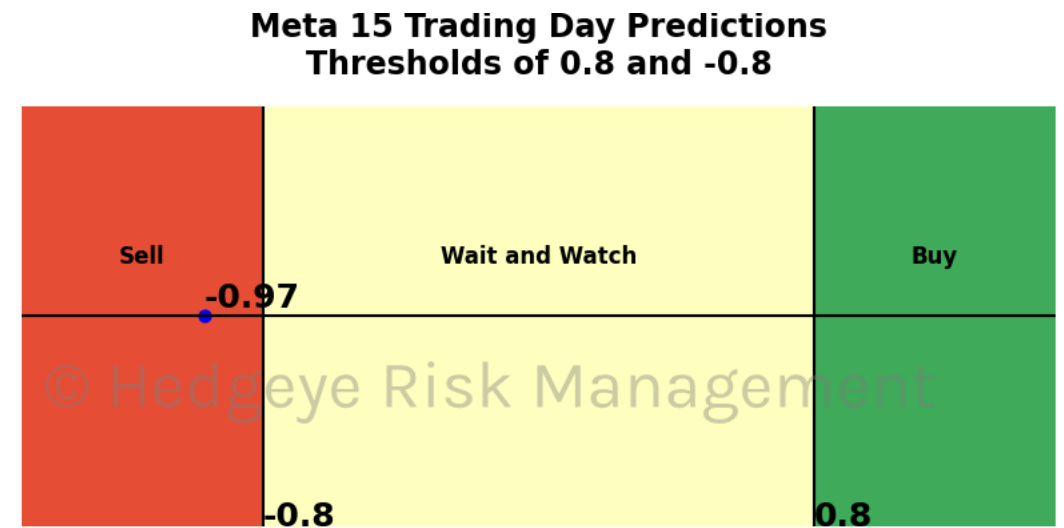 Meta 15 Trading Day Predictions
Thresholds of 0.8 and -0.8
Sell
Wait and Watch
Buy
-0.97
© Hedgeye Risk Management
-0.8
0.8